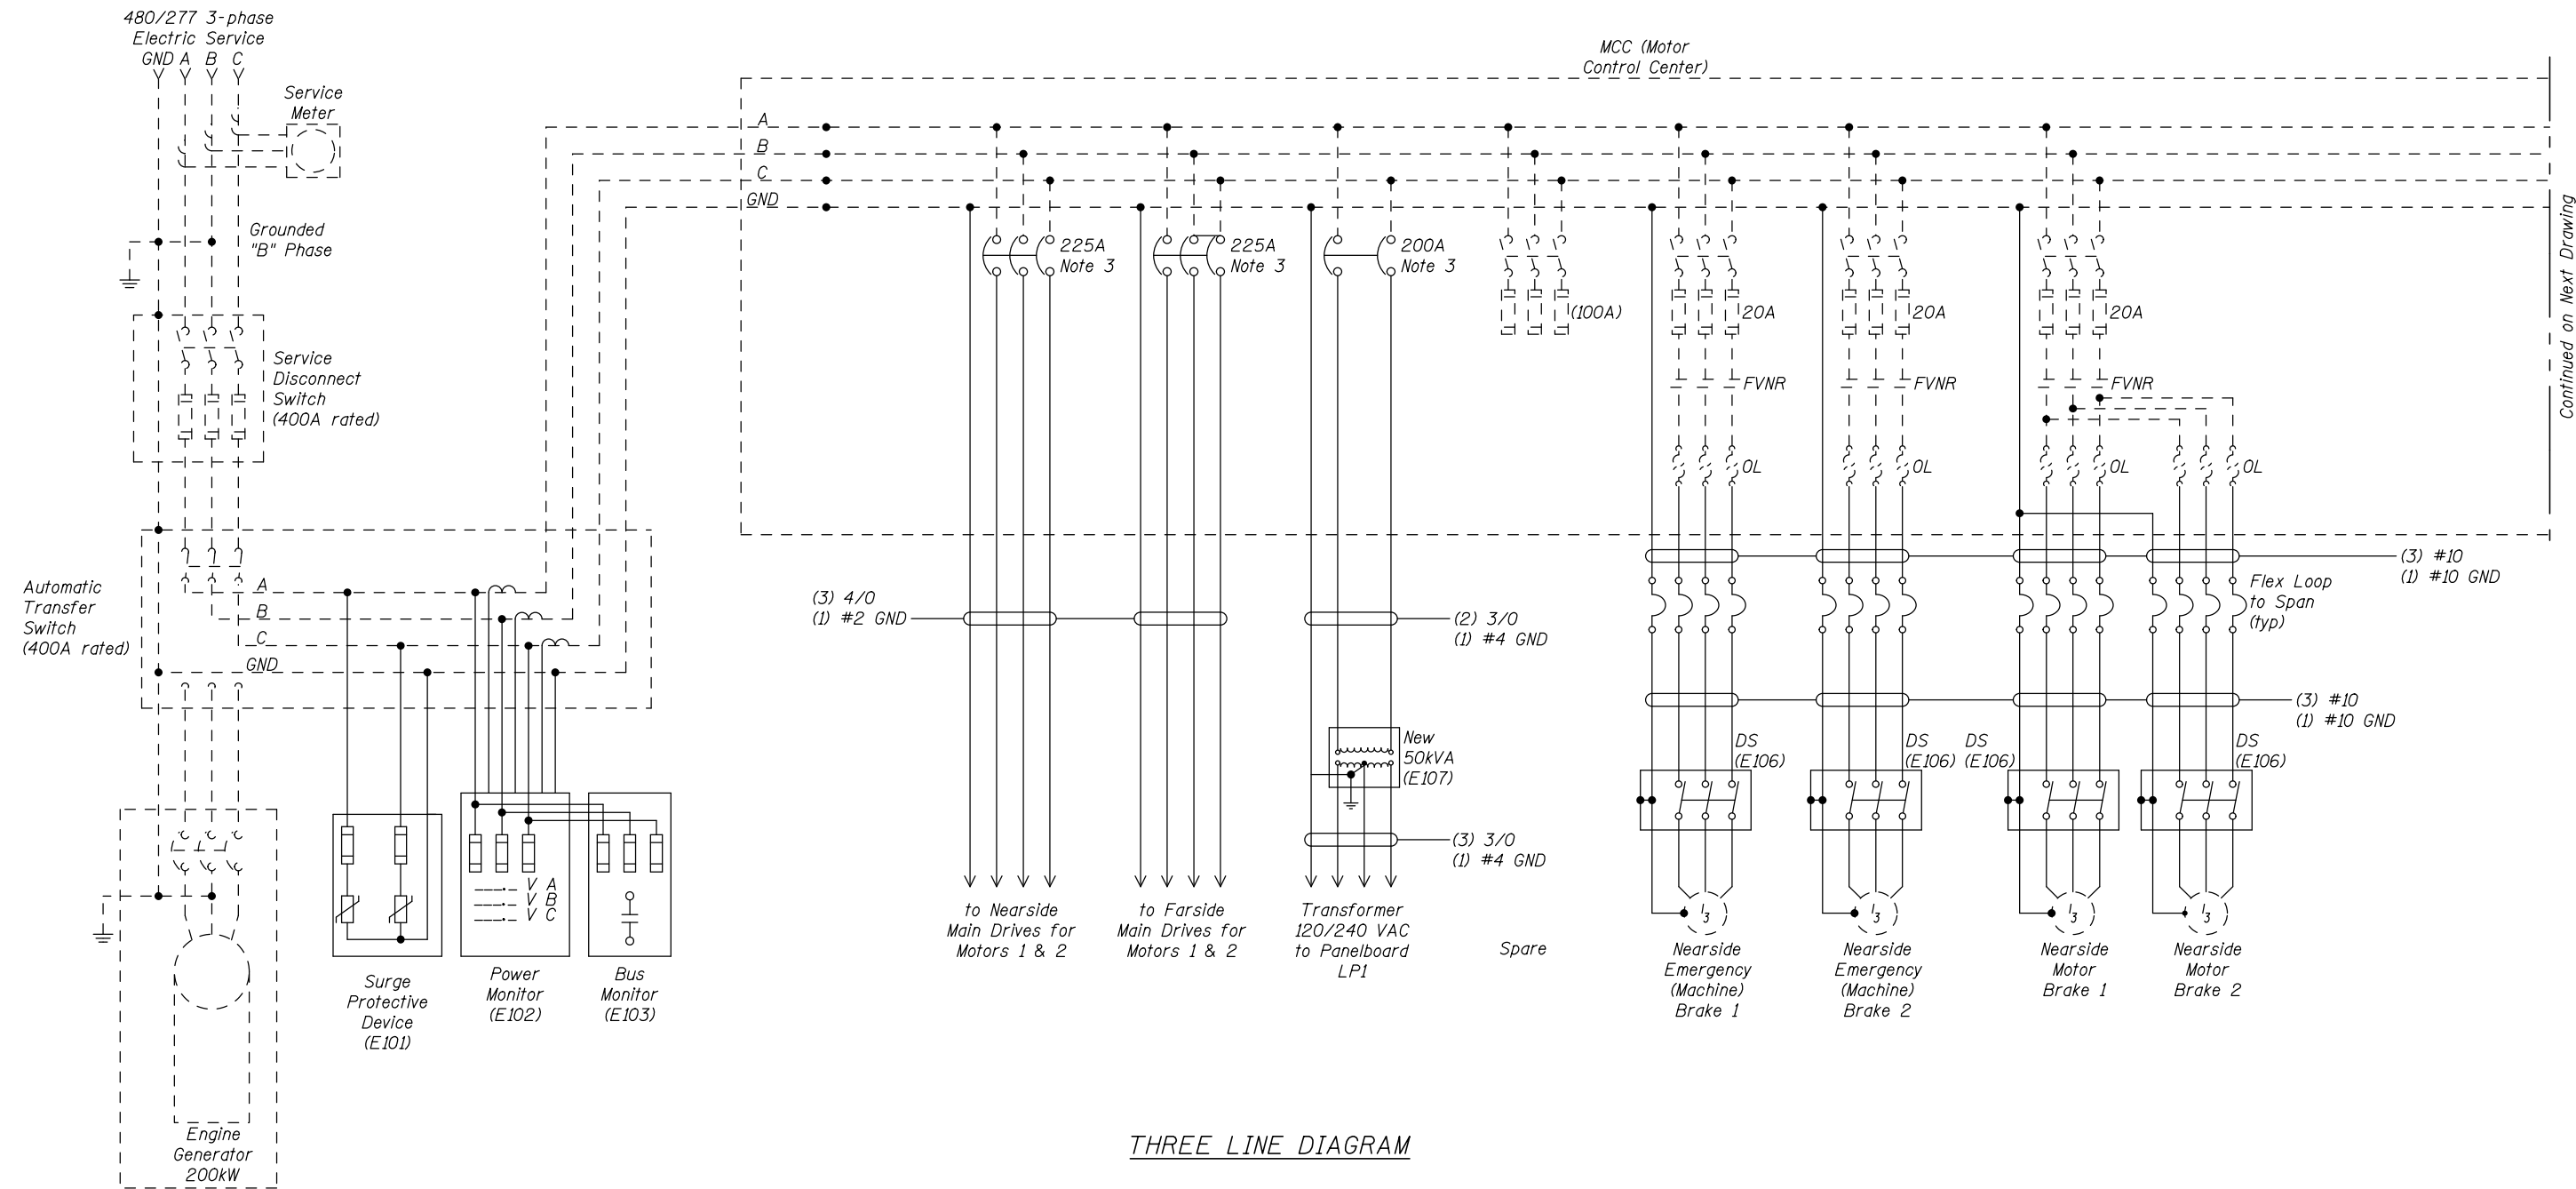 480/277 3-phase
Electric Service
GND A B C
Service
Meter
Grounded
"B" Phase
Service
Disconnect
Switch
(400A rated)
Automatic
Transfer
Switch
(400A rated)
A
B
C
GND
Engine
Generator
200kW
Surge
Protective
Device
(E101)
V A
V B
V C
Power
Monitor
(E102)
Bus
Monitor
(E103)
MCC (Motor
Control Center)
A
B
C
GND
225A
Note 3
225A
Note 3
200A
Note 3
(100A)
20A
20A
20A
FVNR
FVNR
FVNR
OL
OL
OL
OL
(3) 4/0
(1) #2 GND
(2) 3/0
(1) #4 GND
(3) #10
(1) #10 GND
Flex Loop
to Span
(typ)
(3) #10
(1) #10 GND
New
50kVA
(E107)
(3) 3/0
(1) #4 GND
DS
(E106)
DS
(E106)
DS
(E106)
DS
(E106)
to Nearside
Main Drives for
Motors 1 & 2
to Farside
Main Drives for
Motors 1 & 2
Transformer
120/240 VAC
to Panelboard
LP1
Spare
1/3
1/3
1/3
1/3
Nearside
Emergency
(Machine)
Brake 1
Nearside
Emergency
(Machine)
Brake 2
Nearside
Motor
Brake 1
Nearside
Motor
Brake 2
Continued on Next Drawing
THREE LINE DIAGRAM